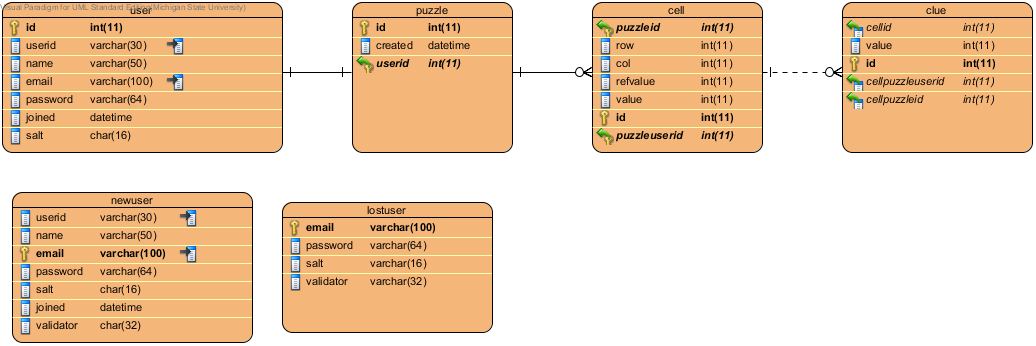 Visual Paradigm for UML Standard Edition(Michigan State University)
user
id int(11)
userid varchar(30)
name varchar(50)
email varchar(100)
password varchar(64)
joined datetime
salt char(16)
puzzle
id int(11)
created datetime
userid int(11)
cell
puzzleid int(11)
row int(11)
col int(11)
refvalue int(11)
value int(11)
id int(11)
puzzleuserid int(11)
clue
cellid int(11)
value int(11)
id int(11)
cellpuzzleuserid int(11)
cellpuzzleid int(11)
newuser
userid varchar(30)
name varchar(50)
email varchar(100)
password varchar(64)
salt char(16)
joined datetime
validator char(32)
lostuser
email varchar(100)
password varchar(64)
salt varchar(16)
validator varchar(32)